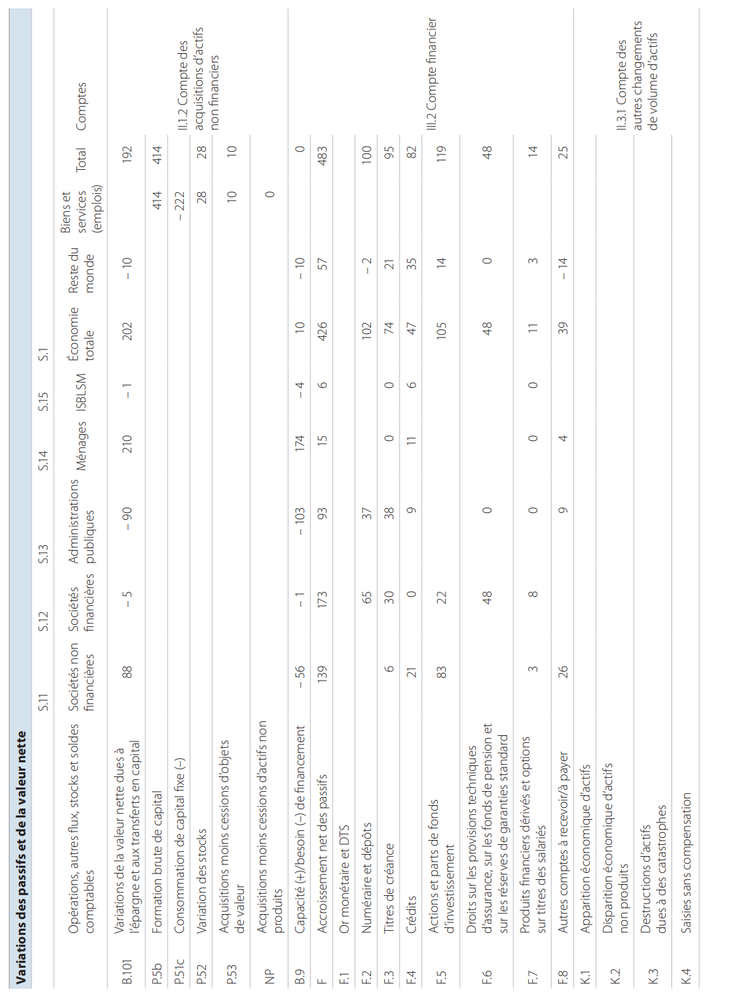 Variations des passifs et de la valeur nette
S.11 S.12 S.13 S.14 S.15 S.1
Opérations, autres flux, stocks et soldes comptables Sociétés non financières Sociétés financières Administrations publiques Ménages ISBLSM Économie totale Reste du monde Biens et services (emplois) Total Comptes
B.101 Variations de la valeur nette dues à l’épargne et aux transferts en capital 88 – 5 – 90 210 – 1 202 – 10 192
II.1.2 Compte des acquisitions d’actifs non financiers
P.5b Formation brute de capital 414 414
P.51c Consommation de capital fixe (–) – 222
P.52 Variation des stocks 28 28
P.53 Acquisitions moins cessions d’objets de valeur 10 10
NP Acquisitions moins cessions d’actifs non produits 0
B.9 Capacité (+)/besoin (–) de financement – 56 – 1 – 103 174 – 4 10 – 10 0
III.2 Compte financier
F Accroissement net des passifs 139 173 93 15 6 426 57 483
F.1 Or monétaire et DTS
F.2 Numéraire et dépôts 65 37 102 – 2 100
F.3 Titres de créance 6 30 38 0 0 74 21 95
F.4 Crédits 21 0 9 11 6 47 35 82
F.5 Actions et parts de fonds d’investissement 83 22 105 14 119
F.6 Droits sur les provisions techniques d’assurance, sur les fonds de pension et sur les réserves de garanties standard 48 0 48 0 48
F.7 Produits financiers dérivés et options sur titres des salariés 3 8 0 0 0 11 3 14
F.8 Autres comptes à recevoir/à payer 26 9 4 39 – 14 25
K.1 Apparition économique d’actifs
II.3.1 Compte des autres changements de volume d’actifs
K.2 Disparition économique d’actifs non produits
K.3 Destructions d’actifs dues à des catastrophes
K.4 Saisies sans compensation